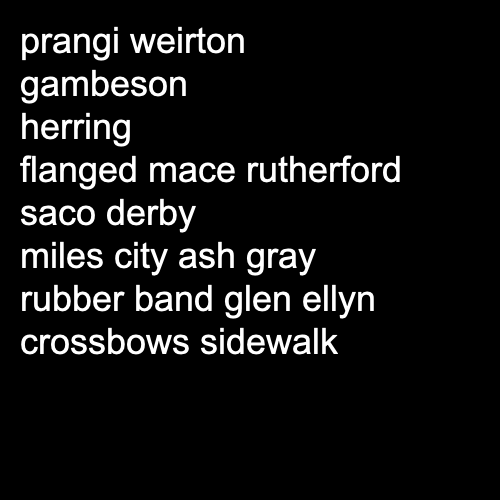 prangi weirton
gambeson
herring
flanged mace rutherford
saco derby
miles city ash gray
rubber band glen ellyn
crossbows sidewalk